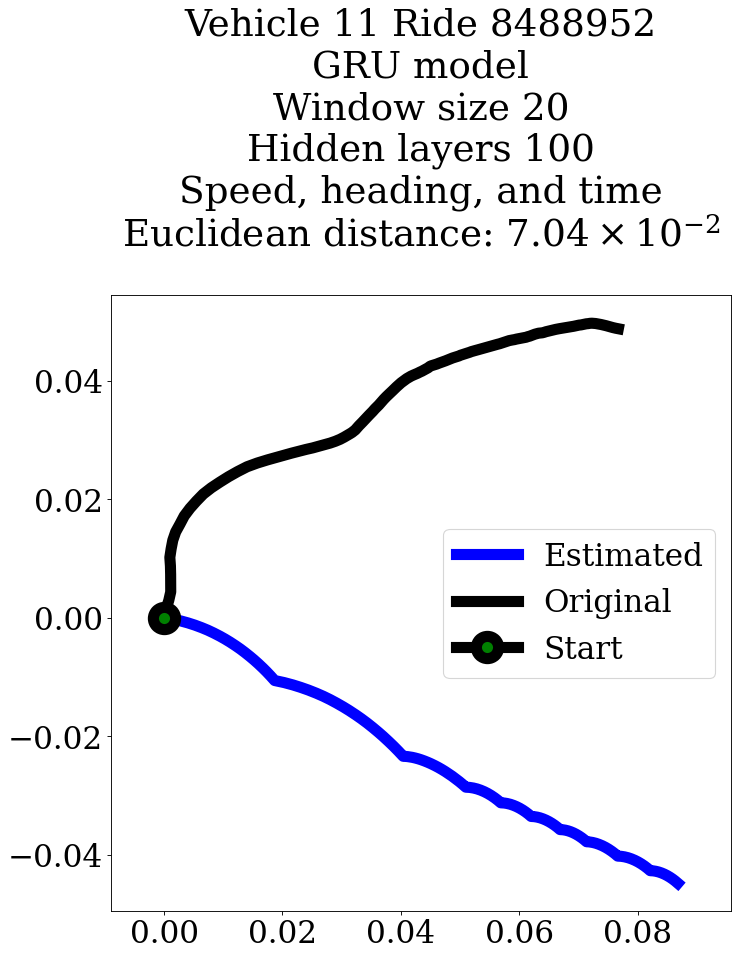 Vehicle 11 Ride 8488952
GRU model
Window size 20
Hidden layers 100
Speed, heading, and time
Euclidean distance: 7.04 × 10⁻²
0.04
0.02
0.00
−0.02
−0.04
Estimated
Original
Start
0.00 0.02 0.04 0.06 0.08